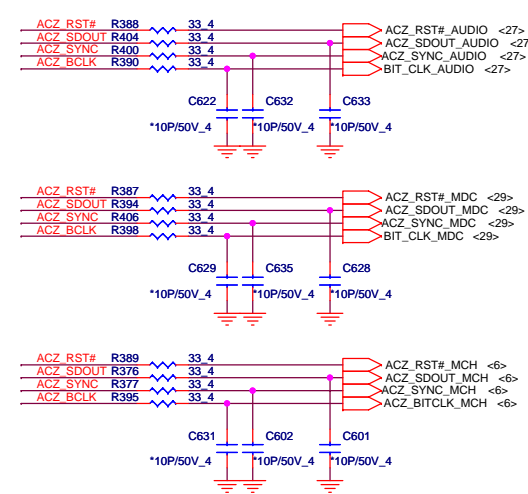 ACZ_RST# R388 33_4 ACZ_RST#_AUDIO <27>
ACZ_SDOUT R404 33_4 ACZ_SDOUT_AUDIO <27
ACZ_SYNC R400 33_4 ACZ_SYNC_AUDIO <27>
ACZ_BCLK R390 33_4 BIT_CLK_AUDIO <27>
C622 C632 C633
*10P/50V_4 *10P/50V_4 *10P/50V_4
ACZ_RST# R387 33_4 ACZ_RST#_MDC <29>
ACZ_SDOUT R394 33_4 ACZ_SDOUT_MDC <29>
ACZ_SYNC R406 33_4 ACZ_SYNC_MDC <29>
ACZ_BCLK R398 33_4 BIT_CLK_MDC <29>
C629 C635 C628
*10P/50V_4 *10P/50V_4 *10P/50V_4
ACZ_RST# R389 33_4 ACZ_RST#_MCH <6>
ACZ_SDOUT R376 33_4 ACZ_SDOUT_MCH <6>
ACZ_SYNC R377 33_4 ACZ_SYNC_MCH <6>
ACZ_BCLK R395 33_4 ACZ_BITCLK_MCH <6>
C631 C602 C601
*10P/50V_4 *10P/50V_4 *10P/50V_4